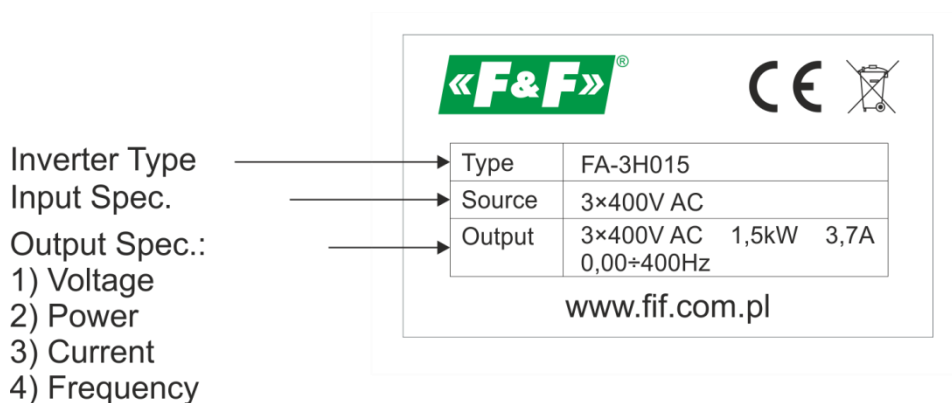 «F&F»®
CE
Inverter Type
Input Spec.
Output Spec.:
1) Voltage
2) Power
3) Current
4) Frequency
Type FA-3H015
Source 3×400V AC
Output 3×400V AC 1,5kW 3,7A
0,00÷400Hz
www.fif.com.pl